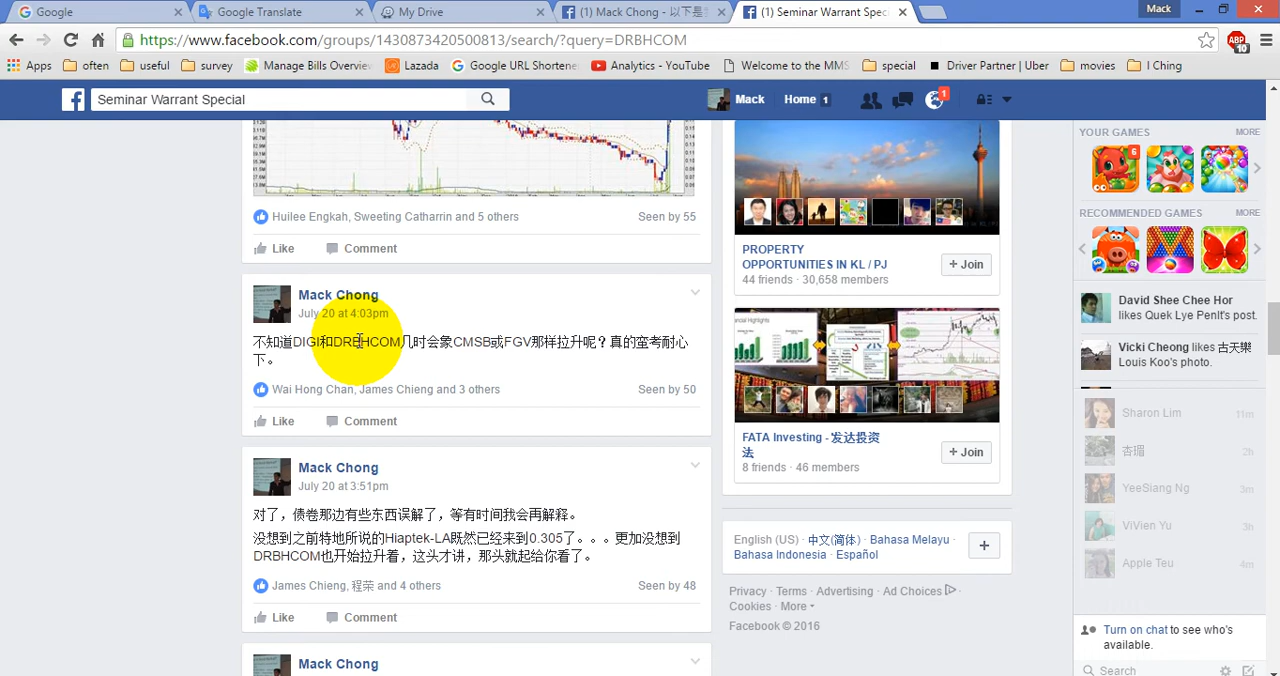 Google
Google Translate
My Drive
(1) Mack Chong - 以下是
(1) Seminar Warrant Speci
Mack
https://www.facebook.com/groups/1430873420500813/search/?query=DRBHCOM
ABP
10
Apps
often
useful
survey
Manage Bills Overvie
Lazada
Google URL Shortene
Analytics - YouTube
Welcome to the MMS
special
Driver Partner | Uber
movies
I Ching
Seminar Warrant Special
Mack
Home 1
1
Huilee Engkah, Sweeting Catharrin and 5 others
Seen by 55
Like
Comment
Mack Chong
July 20 at 4:03pm
不知道DIGI和DRBHCOM几时会象CMSB或FGV那样拉升呢？真的蛮考耐心
下。
Wai Hong Chan, James Chieng and 3 others
Seen by 50
Like
Comment
Mack Chong
July 20 at 3:51pm
对了，债卷那边有些东西误解了，等有时间我会再解释。
没想到之前特地所说的Hiaptek-LA既然已经来到0.305了。。。更加没想到
DRBHCOM也开始拉升看，这头才讲，那头就起给你看了。
James Chieng, 程荣 and 4 others
Seen by 48
Like
Comment
Mack Chong
PROPERTY
OPPORTUNITIES IN KL / PJ
44 friends · 30,658 members
+ Join
FATA Investing - 发达投资
法
8 friends · 46 members
+ Join
English (US) · 中文(简体) · Bahasa Melayu ·
Bahasa Indonesia · Español
Privacy · Terms · Advertising · Ad Choices ·
Cookies · More
Facebook © 2016
YOUR GAMES
MORE
6
RECOMMENDED GAMES
MORE
David Shee Chee Hor
likes Quek Lye Penlt's post.
Vicki Cheong likes 古天樂
Louis Koo's photo.
Sharon Lim
11m
杏瑂
2h
YeeSiang Ng
3m
ViVien Yu
3h
Apple Teu
4m
Turn on chat to see who's
available.
Search